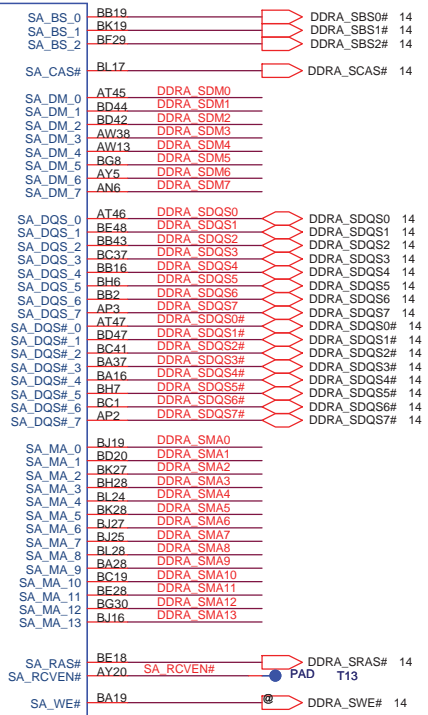 SA_BS_0 BB19 DDRA_SBS0# 14
SA_BS_1 BK19 DDRA_SBS1# 14
SA_BS_2 BF29 DDRA_SBS2# 14
SA_CAS# BL17 DDRA_SCAS# 14
SA_DM_0 AT45 DDRA_SDM0
SA_DM_1 BD44 DDRA_SDM1
SA_DM_2 BD42 DDRA_SDM2
SA_DM_3 AW38 DDRA_SDM3
SA_DM_4 AW13 DDRA_SDM4
SA_DM_5 BG8 DDRA_SDM5
SA_DM_6 AY5 DDRA_SDM6
SA_DM_7 AN6 DDRA_SDM7
SA_DQS_0 AT46 DDRA_SDQS0 DDRA_SDQS0 14
SA_DQS_1 BE48 DDRA_SDQS1 DDRA_SDQS1 14
SA_DQS_2 BB43 DDRA_SDQS2 DDRA_SDQS2 14
SA_DQS_3 BC37 DDRA_SDQS3 DDRA_SDQS3 14
SA_DQS_4 BB16 DDRA_SDQS4 DDRA_SDQS4 14
SA_DQS_5 BH6 DDRA_SDQS5 DDRA_SDQS5 14
SA_DQS_6 BB2 DDRA_SDQS6 DDRA_SDQS6 14
SA_DQS_7 AP3 DDRA_SDQS7 DDRA_SDQS7 14
SA_DQS#_0 AT47 DDRA_SDQS0# DDRA_SDQS0# 14
SA_DQS#_1 BD47 DDRA_SDQS1# DDRA_SDQS1# 14
SA_DQS#_2 BC41 DDRA_SDQS2# DDRA_SDQS2# 14
SA_DQS#_3 BA37 DDRA_SDQS3# DDRA_SDQS3# 14
SA_DQS#_4 BA16 DDRA_SDQS4# DDRA_SDQS4# 14
SA_DQS#_5 BH7 DDRA_SDQS5# DDRA_SDQS5# 14
SA_DQS#_6 BC1 DDRA_SDQS6# DDRA_SDQS6# 14
SA_DQS#_7 AP2 DDRA_SDQS7# DDRA_SDQS7# 14
SA_MA_0 BJ19 DDRA_SMA0
SA_MA_1 BD20 DDRA_SMA1
SA_MA_2 BK27 DDRA_SMA2
SA_MA_3 BH28 DDRA_SMA3
SA_MA_4 BL24 DDRA_SMA4
SA_MA_5 BK28 DDRA_SMA5
SA_MA_6 BJ27 DDRA_SMA6
SA_MA_7 BJ25 DDRA_SMA7
SA_MA_8 BL28 DDRA_SMA8
SA_MA_9 BA28 DDRA_SMA9
SA_MA_10 BC19 DDRA_SMA10
SA_MA_11 BE28 DDRA_SMA11
SA_MA_12 BG30 DDRA_SMA12
SA_MA_13 BJ16 DDRA_SMA13
SA_RAS# BE18 DDRA_SRAS# 14
SA_RCVEN# AY20 SA_RCVEN# PAD T13
SA_WE# BA19 @ DDRA_SWE# 14